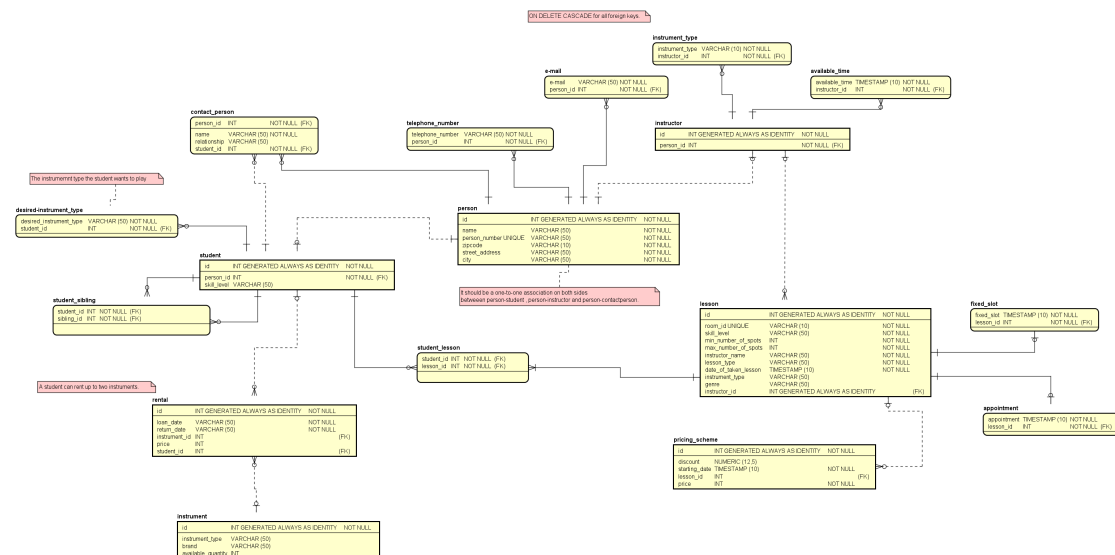 ON DELETE CASCADE for all foreign keys.
instrument_type
instrument_type VARCHAR (10) NOT NULL
instructor_id INT NOT NULL (FK)
available_time
available_time TIMESTAMP (10) NOT NULL
instructor_id INT NOT NULL (FK)
e-mail
e-mail VARCHAR (50) NOT NULL
person_id INT NOT NULL (FK)
contact_person
person_id INT NOT NULL (FK)
name VARCHAR (50) NOT NULL
relationship VARCHAR (50)
student_id INT NOT NULL (FK)
telephone_number
telephone_number VARCHAR (50) NOT NULL
person_id INT NOT NULL (FK)
instructor
id INT GENERATED ALWAYS AS IDENTITY NOT NULL
person_id INT NOT NULL (FK)
The instrumemnt type the student wants to play
desired-instrument_type
desired_instrument_type VARCHAR (50) NOT NULL
student_id INT NOT NULL (FK)
person
id INT GENERATED ALWAYS AS IDENTITY NOT NULL
name VARCHAR (50) NOT NULL
person_number UNIQUE VARCHAR (50) NOT NULL
zipcode VARCHAR (10) NOT NULL
street_address VARCHAR (50) NOT NULL
city VARCHAR (50) NOT NULL
student
id INT GENERATED ALWAYS AS IDENTITY NOT NULL
person_id INT NOT NULL (FK)
skill_level VARCHAR (50)
It should be a one-to-one association on both sides
betweeen person-student , person-instructor and person-contactperson.
student_sibling
student_id INT NOT NULL (FK)
sibling_id INT NOT NULL (FK)
lesson
id INT GENERATED ALWAYS AS IDENTITY NOT NULL
room_id UNIQUE VARCHAR (10) NOT NULL
skill_level VARCHAR (50) NOT NULL
min_number_of_spots INT NOT NULL
max_number_of_spots INT NOT NULL
instructor_name VARCHAR (50) NOT NULL
lesson_type VARCHAR (50) NOT NULL
date_of_taken_lesson TIMESTAMP (10) NOT NULL
instrument_type VARCHAR (50)
genre VARCHAR (50)
instructor_id INT GENERATED ALWAYS AS IDENTITY (FK)
fixed_slot
fixed_slot TIMESTAMP (10) NOT NULL
lesson_id INT NOT NULL (FK)
student_lesson
student_id INT NOT NULL (FK)
lesson_id INT NOT NULL (FK)
A student can rent up to two instruments.
rental
id INT GENERATED ALWAYS AS IDENTITY NOT NULL
loan_date VARCHAR (50) NOT NULL
return_date VARCHAR (50) NOT NULL
instrument_id INT (FK)
price INT
student_id INT (FK)
appointment
appointment TIMESTAMP (10) NOT NULL
lesson_id INT NOT NULL (FK)
pricing_scheme
id INT GENERATED ALWAYS AS IDENTITY NOT NULL
discount NUMERIC (12,5)
starting_date TIMESTAMP (10) NOT NULL
lesson_id INT (FK)
price INT NOT NULL
instrument
id INT GENERATED ALWAYS AS IDENTITY NOT NULL
instrument_type VARCHAR (50)
brand VARCHAR (50)
available_quantity INT